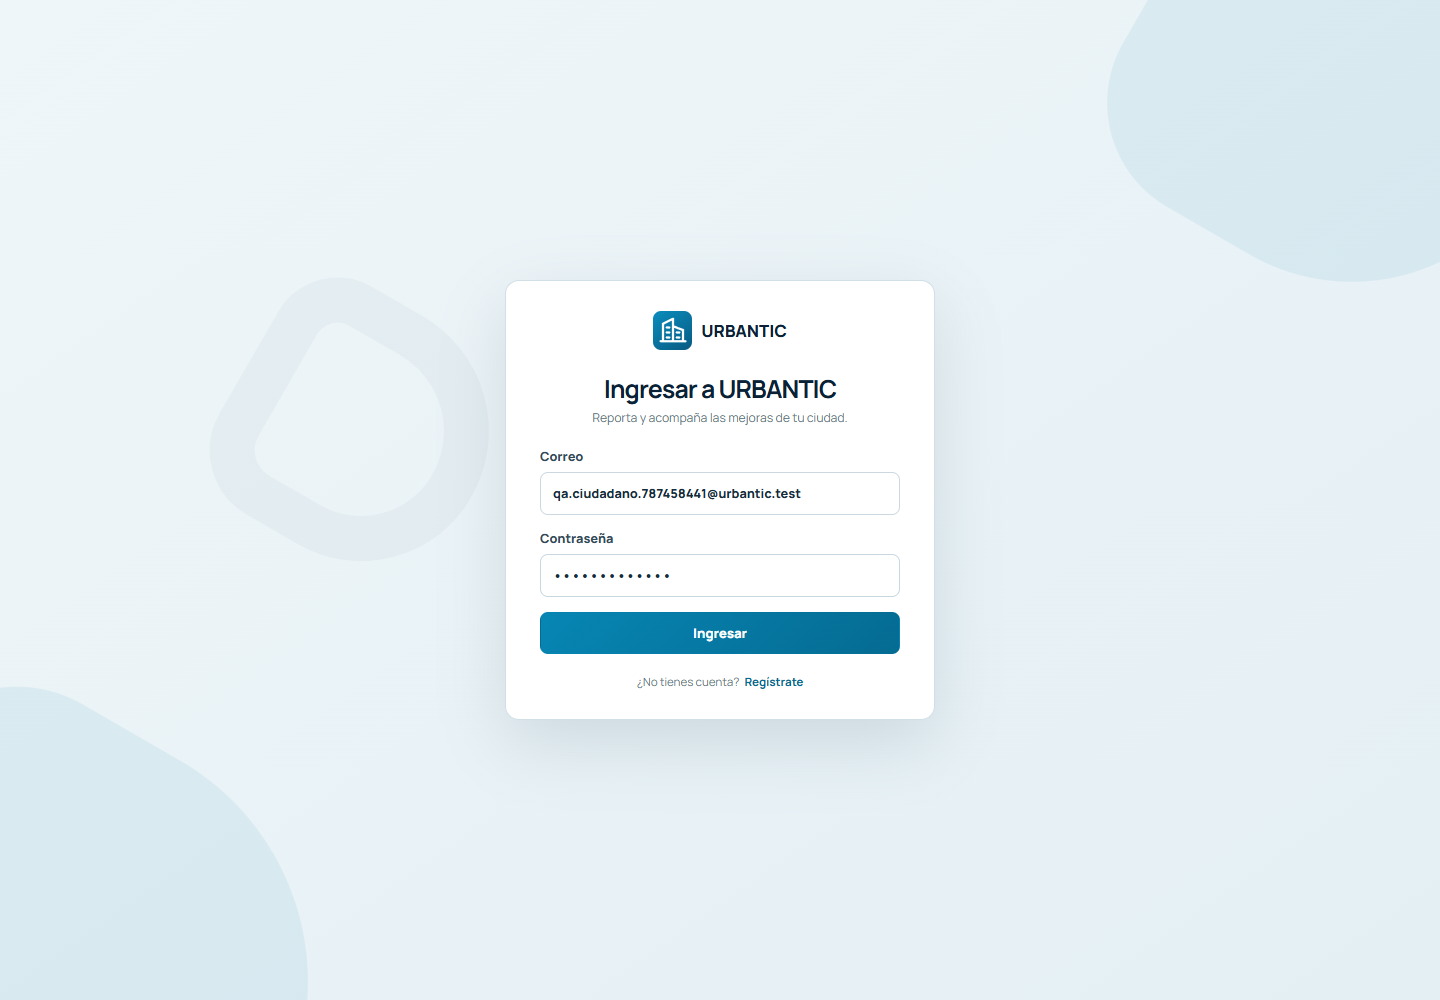 URBANTIC
Ingresar a URBANTIC
Reporta y acompaña las mejoras de tu ciudad.
Correo
qa.ciudadano.787458441@urbantic.test
Contraseña
•••••••••••••
Ingresar
¿No tienes cuenta? Regístrate